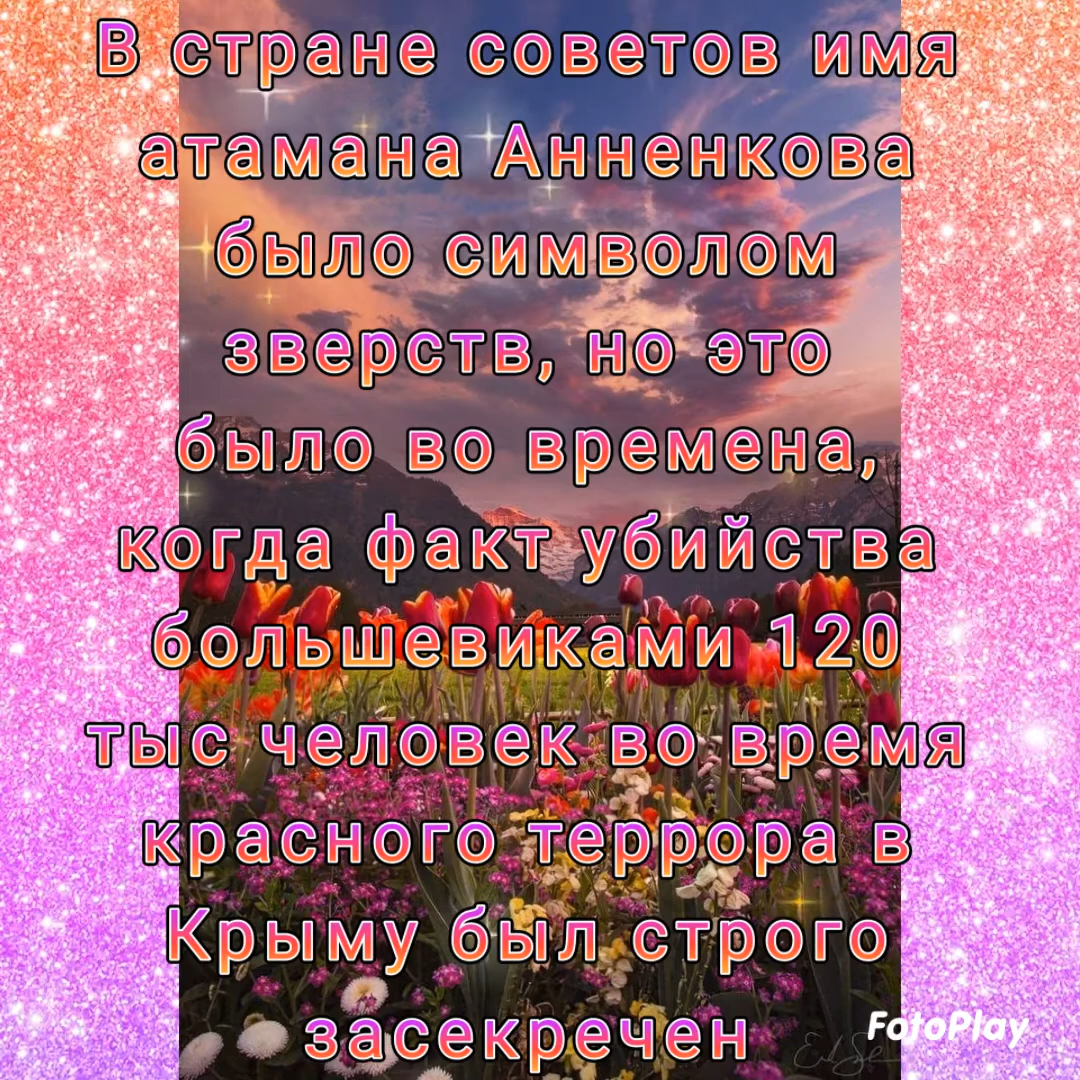 В стране советов имя
атамана Анненкова
было символом
зверств, но это
было во времена,
когда факт убийства
большевиками 120
тыс человек во время
красного террора в
Крыму был строго
засекречен
FotoPlay